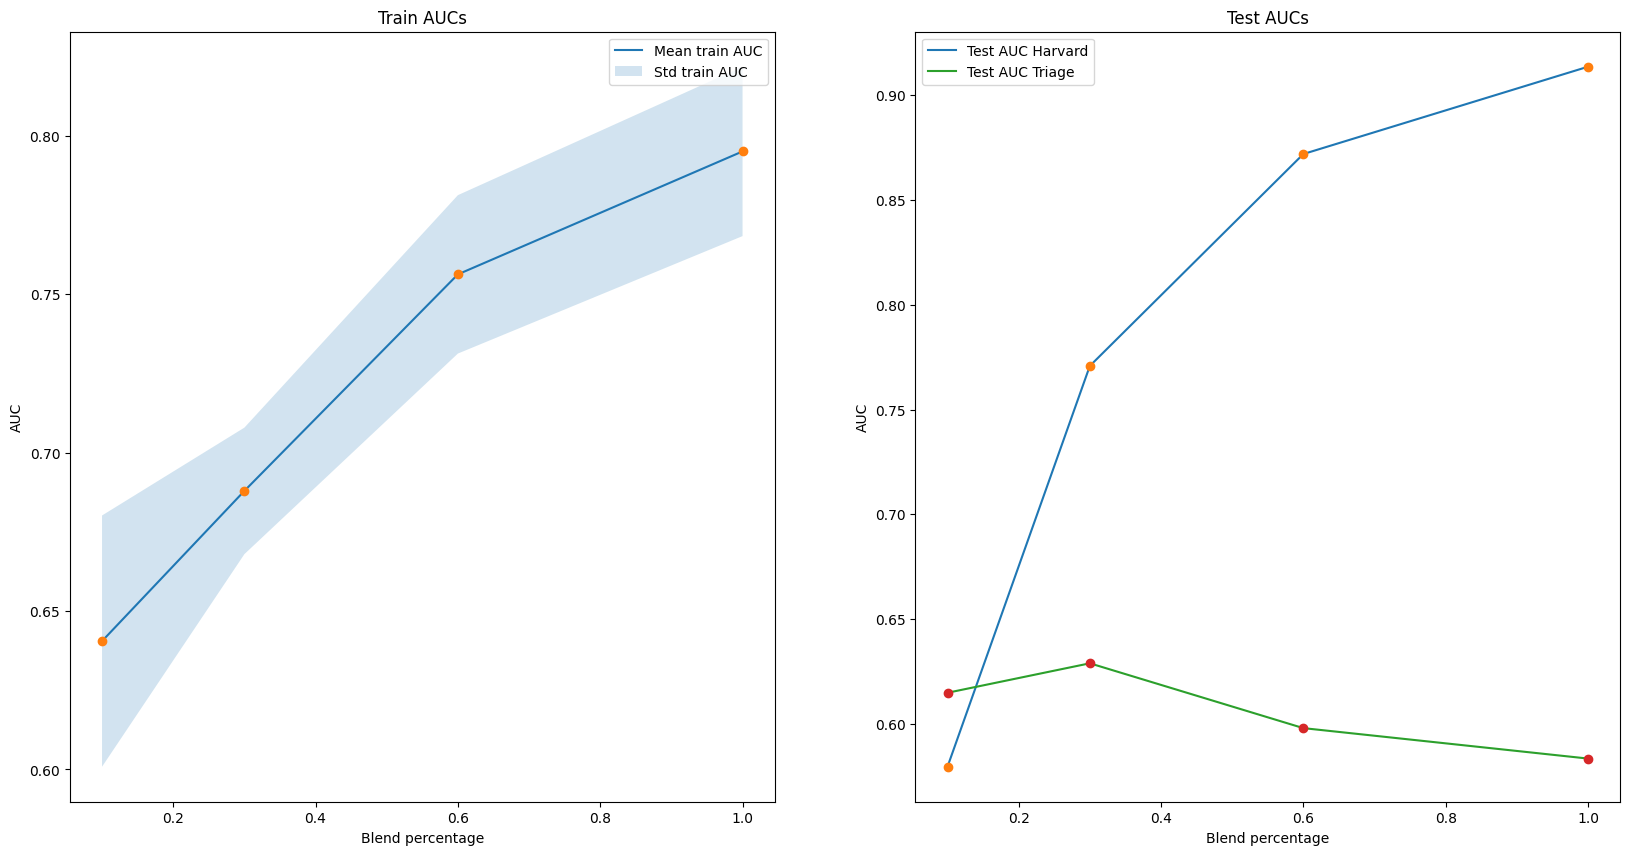 Train AUCs
Mean train AUC
Std train AUC
AUC
0.80
0.75
0.70
0.65
0.60
0.2
0.4
0.6
0.8
1.0
Blend percentage
Test AUCs
Test AUC Harvard
Test AUC Triage
AUC
0.90
0.85
0.80
0.75
0.70
0.65
0.60
0.2
0.4
0.6
0.8
1.0
Blend percentage